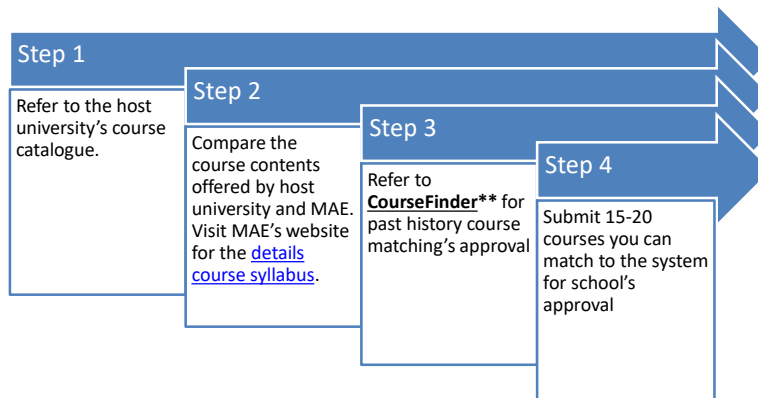 Step 1
Refer to the host
university’s course
catalogue.
Step 2
Compare the
course contents
offered by host
university and MAE.
Visit MAE’s website
for the details
course syllabus.
Step 3
Refer to
CourseFinder** for
past history course
matching’s approval
Step 4
Submit 15-20
courses you can
match to the system
for school’s
approval